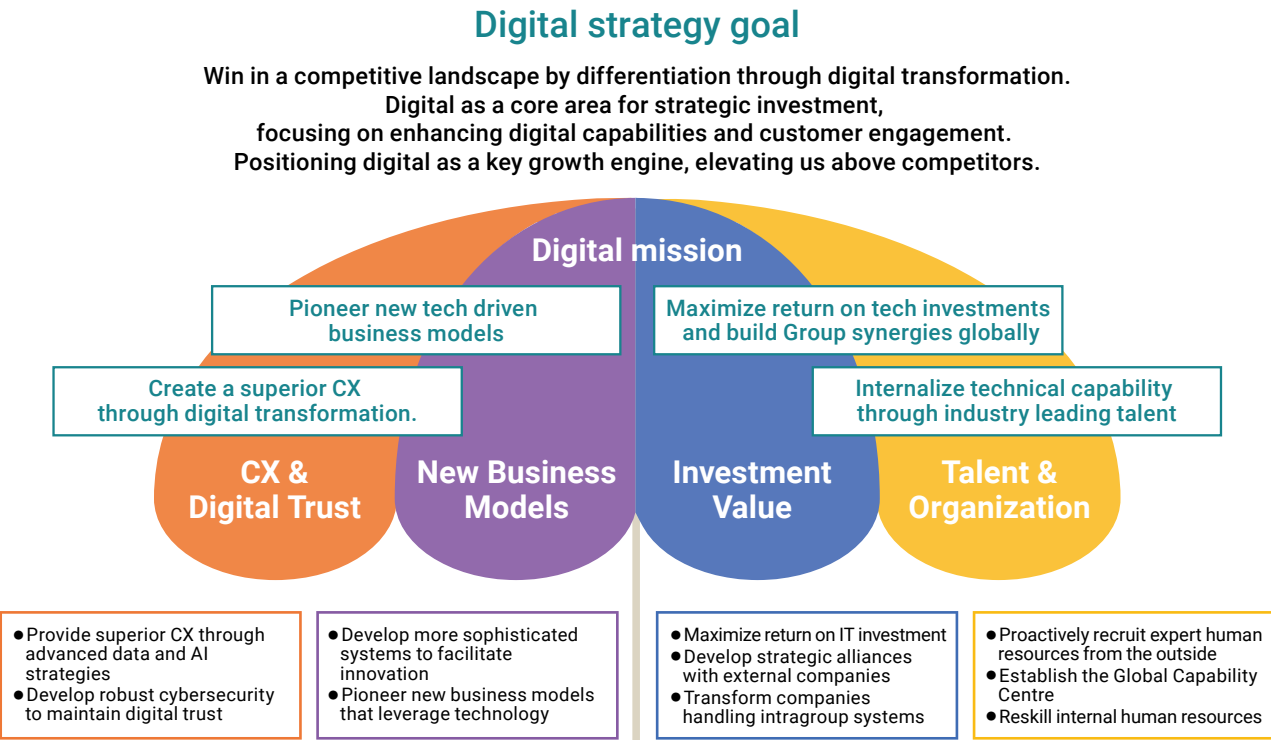 Digital strategy goal
Win in a competitive landscape by differentiation through digital transformation.
Digital as a core area for strategic investment,
focusing on enhancing digital capabilities and customer engagement.
Positioning digital as a key growth engine, elevating us above competitors.
Digital mission
Pioneer new tech driven
business models
Maximize return on tech investments
and build Group synergies globally
Create a superior CX
through digital transformation.
Internalize technical capability
through industry leading talent
CX &
Digital Trust
New Business
Models
Investment
Value
Talent &
Organization
● Provide superior CX through
advanced data and AI
strategies
● Develop robust cybersecurity
to maintain digital trust
● Develop more sophisticated
systems to facilitate
innovation
● Pioneer new business models
that leverage technology
● Maximize return on IT investment
● Develop strategic alliances
with external companies
● Transform companies
handling intragroup systems
● Proactively recruit expert human
resources from the outside
● Establish the Global Capability
Centre
● Reskill internal human resources